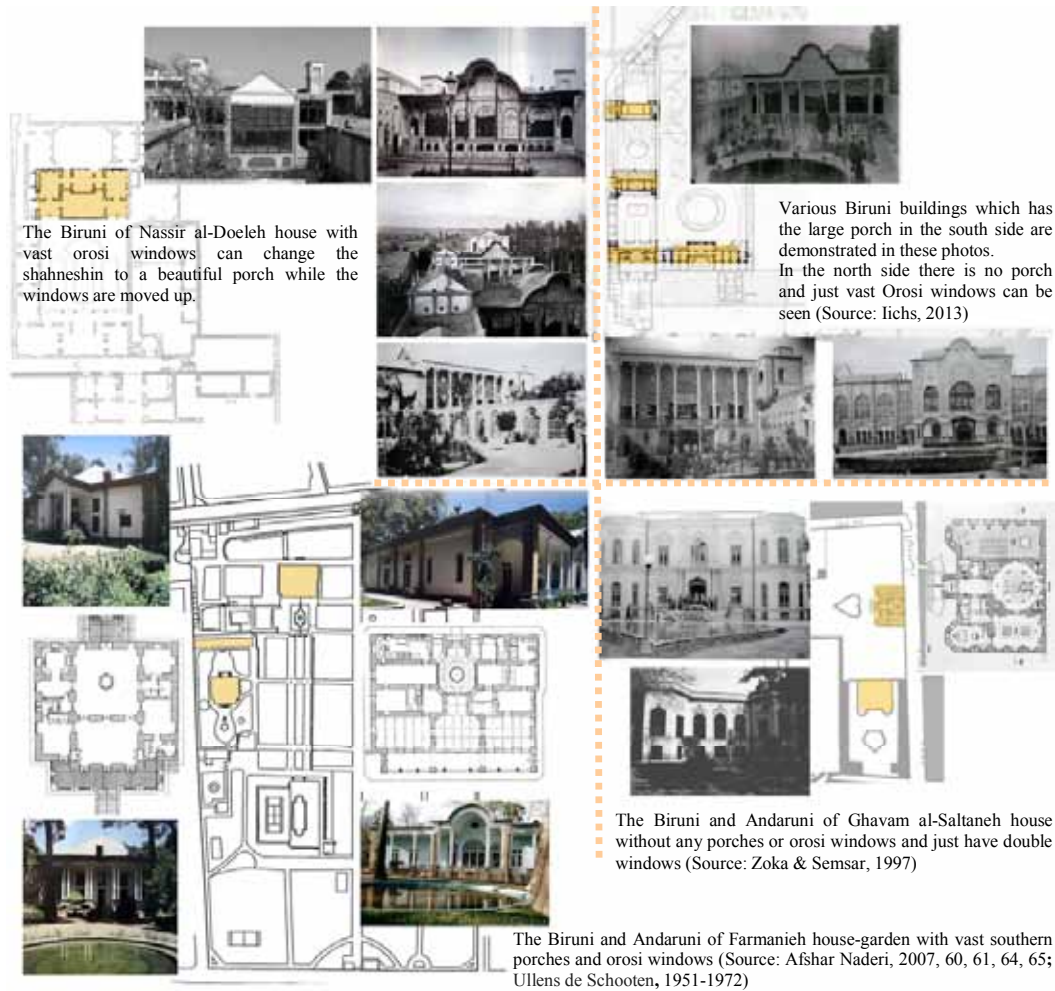 The Biruni of Nassir al-Doeleh house with
vast orosi windows can change the
shahneshin to a beautiful porch while the
windows are moved up.
Various Biruni buildings which has
the large porch in the south side are
demonstrated in these photos.
In the north side there is no porch
and just vast Orosi windows can be
seen (Source: Iichs, 2013)
The Biruni and Andaruni of Ghavam al-Saltaneh house
without any porches or orosi windows and just have double
windows (Source: Zoka & Semsar, 1997)
The Biruni and Andaruni of Farmanieh house-garden with vast southern
porches and orosi windows (Source: Afshar Naderi, 2007, 60, 61, 64, 65;
Ullens de Schooten, 1951-1972)